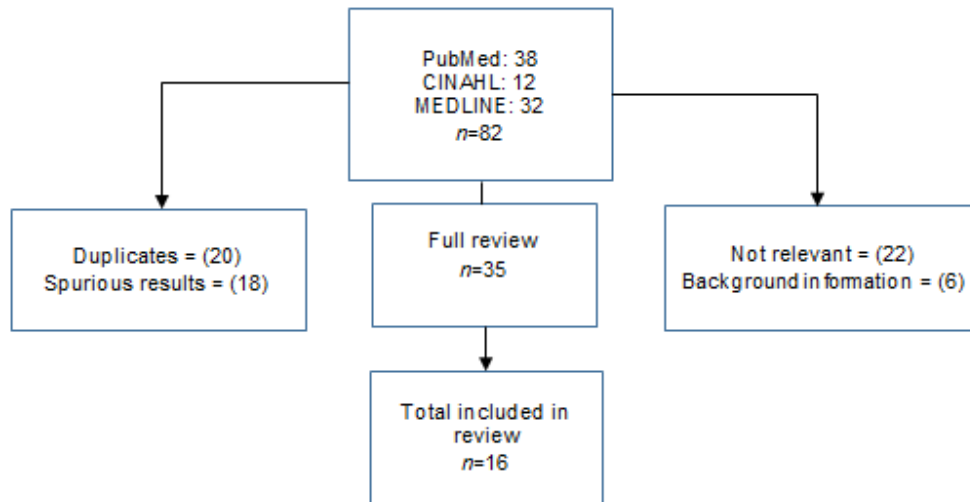 PubMed: 38
CINAHL: 12
MEDLINE: 32
n=82
Duplicates = (20)
Spurious results = (18)
Full review
n=35
Not relevant = (22)
Background information = (6)
Total included in
review
n=16